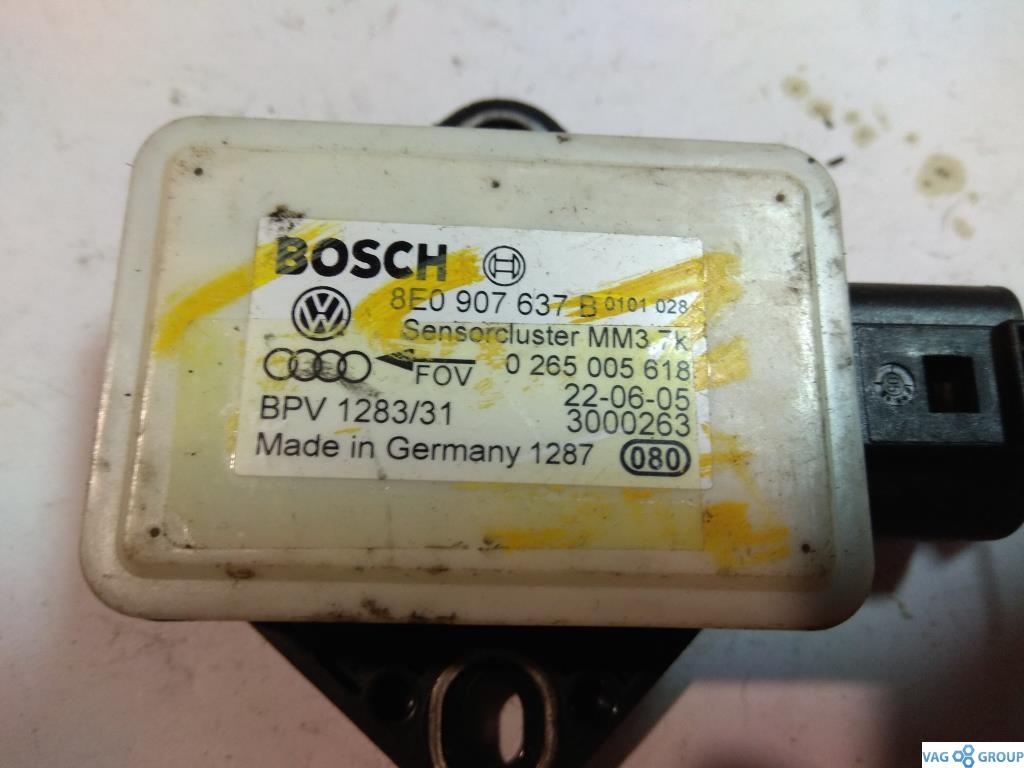 BOSCH
8E0 907 637 B 0101 028
Sensorcluster MM3.7k
FOV 0 265 005 618
22-06-05
BPV 1283/31 3000263
Made in Germany 1287 080
VAG GROUP